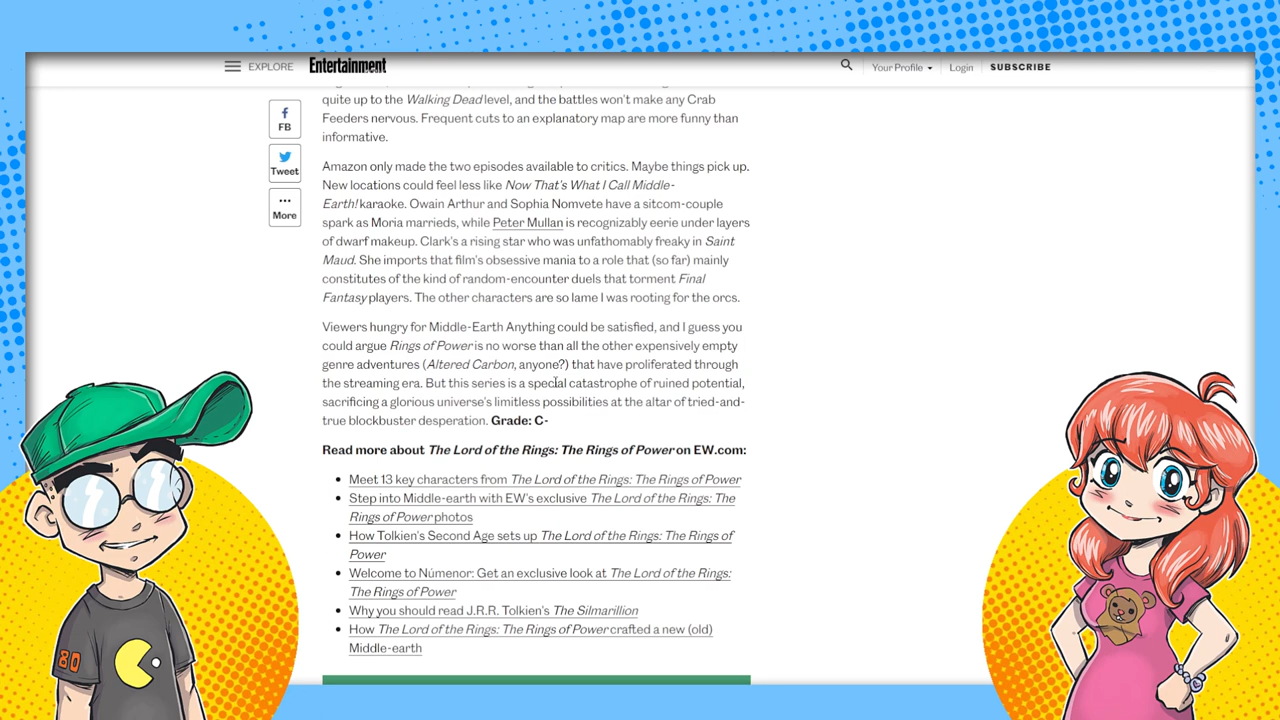 EXPLORE
Entertainment
Your Profile
Login
SUBSCRIBE
FB
Tweet
More
quite up to the Walking Dead level, and the battles won't make any Crab
Feeders nervous. Frequent cuts to an explanatory map are more funny than
informative.
Amazon only made the two episodes available to critics. Maybe things pick up.
New locations could feel less like Now That's What I Call Middle-
Earth! karaoke. Owain Arthur and Sophia Nomvete have a sitcom-couple
spark as Moria marrieds, while Peter Mullan is recognizably eerie under layers
of dwarf makeup. Clark's a rising star who was unfathomably freaky in Saint
Maud. She imports that film's obsessive mania to a role that (so far) mainly
constitutes of the kind of random-encounter duels that torment Final
Fantasy players. The other characters are so lame I was rooting for the orcs.
Viewers hungry for Middle-Earth Anything could be satisfied, and I guess you
could argue Rings of Power is no worse than all the other expensively empty
genre adventures (Altered Carbon, anyone?) that have proliferated through
the streaming era. But this series is a special catastrophe of ruined potential,
sacrificing a glorious universe's limitless possibilities at the altar of tried-and-
true blockbuster desperation. Grade: C-
Read more about The Lord of the Rings: The Rings of Power on EW.com:
Meet 13 key characters from The Lord of the Rings: The Rings of Power
Step into Middle-earth with EW's exclusive The Lord of the Rings: The
Rings of Power photos
How Tolkien's Second Age sets up The Lord of the Rings: The Rings of
Power
Welcome to Númenor: Get an exclusive look at The Lord of the Rings:
The Rings of Power
Why you should read J.R.R. Tolkien's The Silmarillion
How The Lord of the Rings: The Rings of Power crafted a new (old)
Middle-earth
80